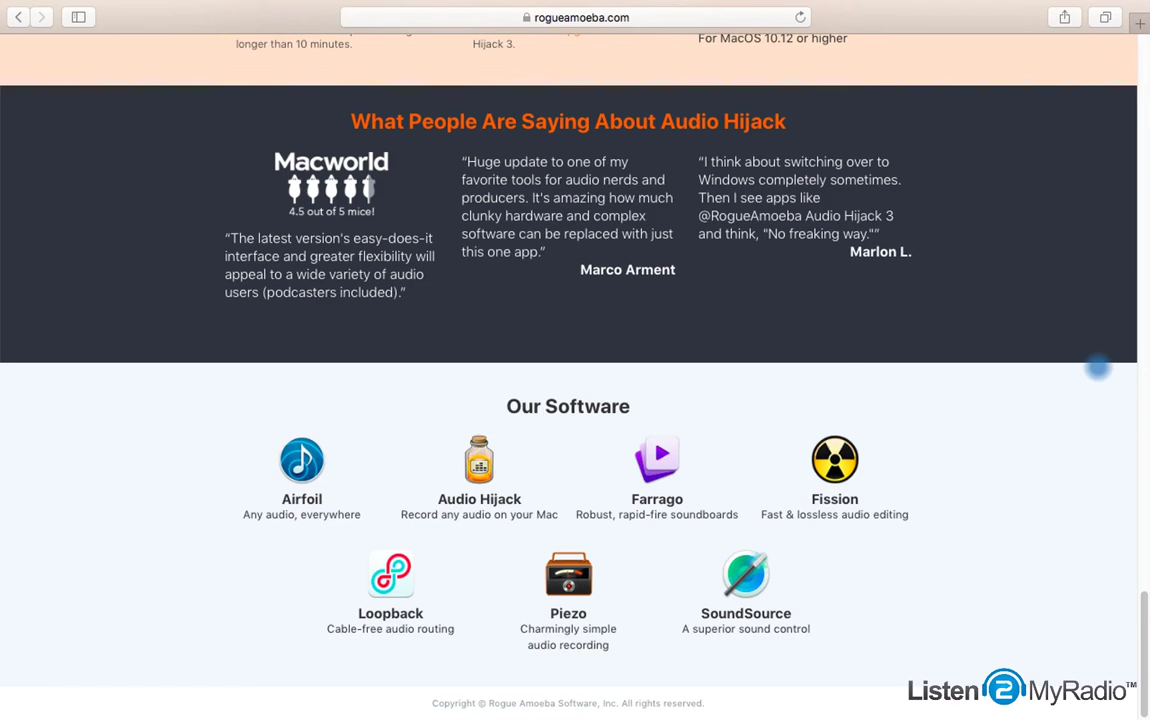 rogueamoeba.com
longer than 10 minutes.
Hijack 3.
For MacOS 10.12 or higher
What People Are Saying About Audio Hijack
Macworld
4.5 out of 5 mice!
“The latest version's easy-does-it
interface and greater flexibility will
appeal to a wide variety of audio
users (podcasters included).”
“Huge update to one of my
favorite tools for audio nerds and
producers. It's amazing how much
clunky hardware and complex
software can be replaced with just
this one app.”
Marco Arment
“I think about switching over to
Windows completely sometimes.
Then I see apps like
@RogueAmoeba Audio Hijack 3
and think, "No freaking way."”
Marlon L.
Our Software
Airfoil
Any audio, everywhere
Audio Hijack
Record any audio on your Mac
Farrago
Robust, rapid-fire soundboards
Fission
Fast & lossless audio editing
Loopback
Cable-free audio routing
Piezo
Charmingly simple
audio recording
SoundSource
A superior sound control
Listen2MyRadio™
Copyright © Rogue Amoeba Software, Inc. All rights reserved.